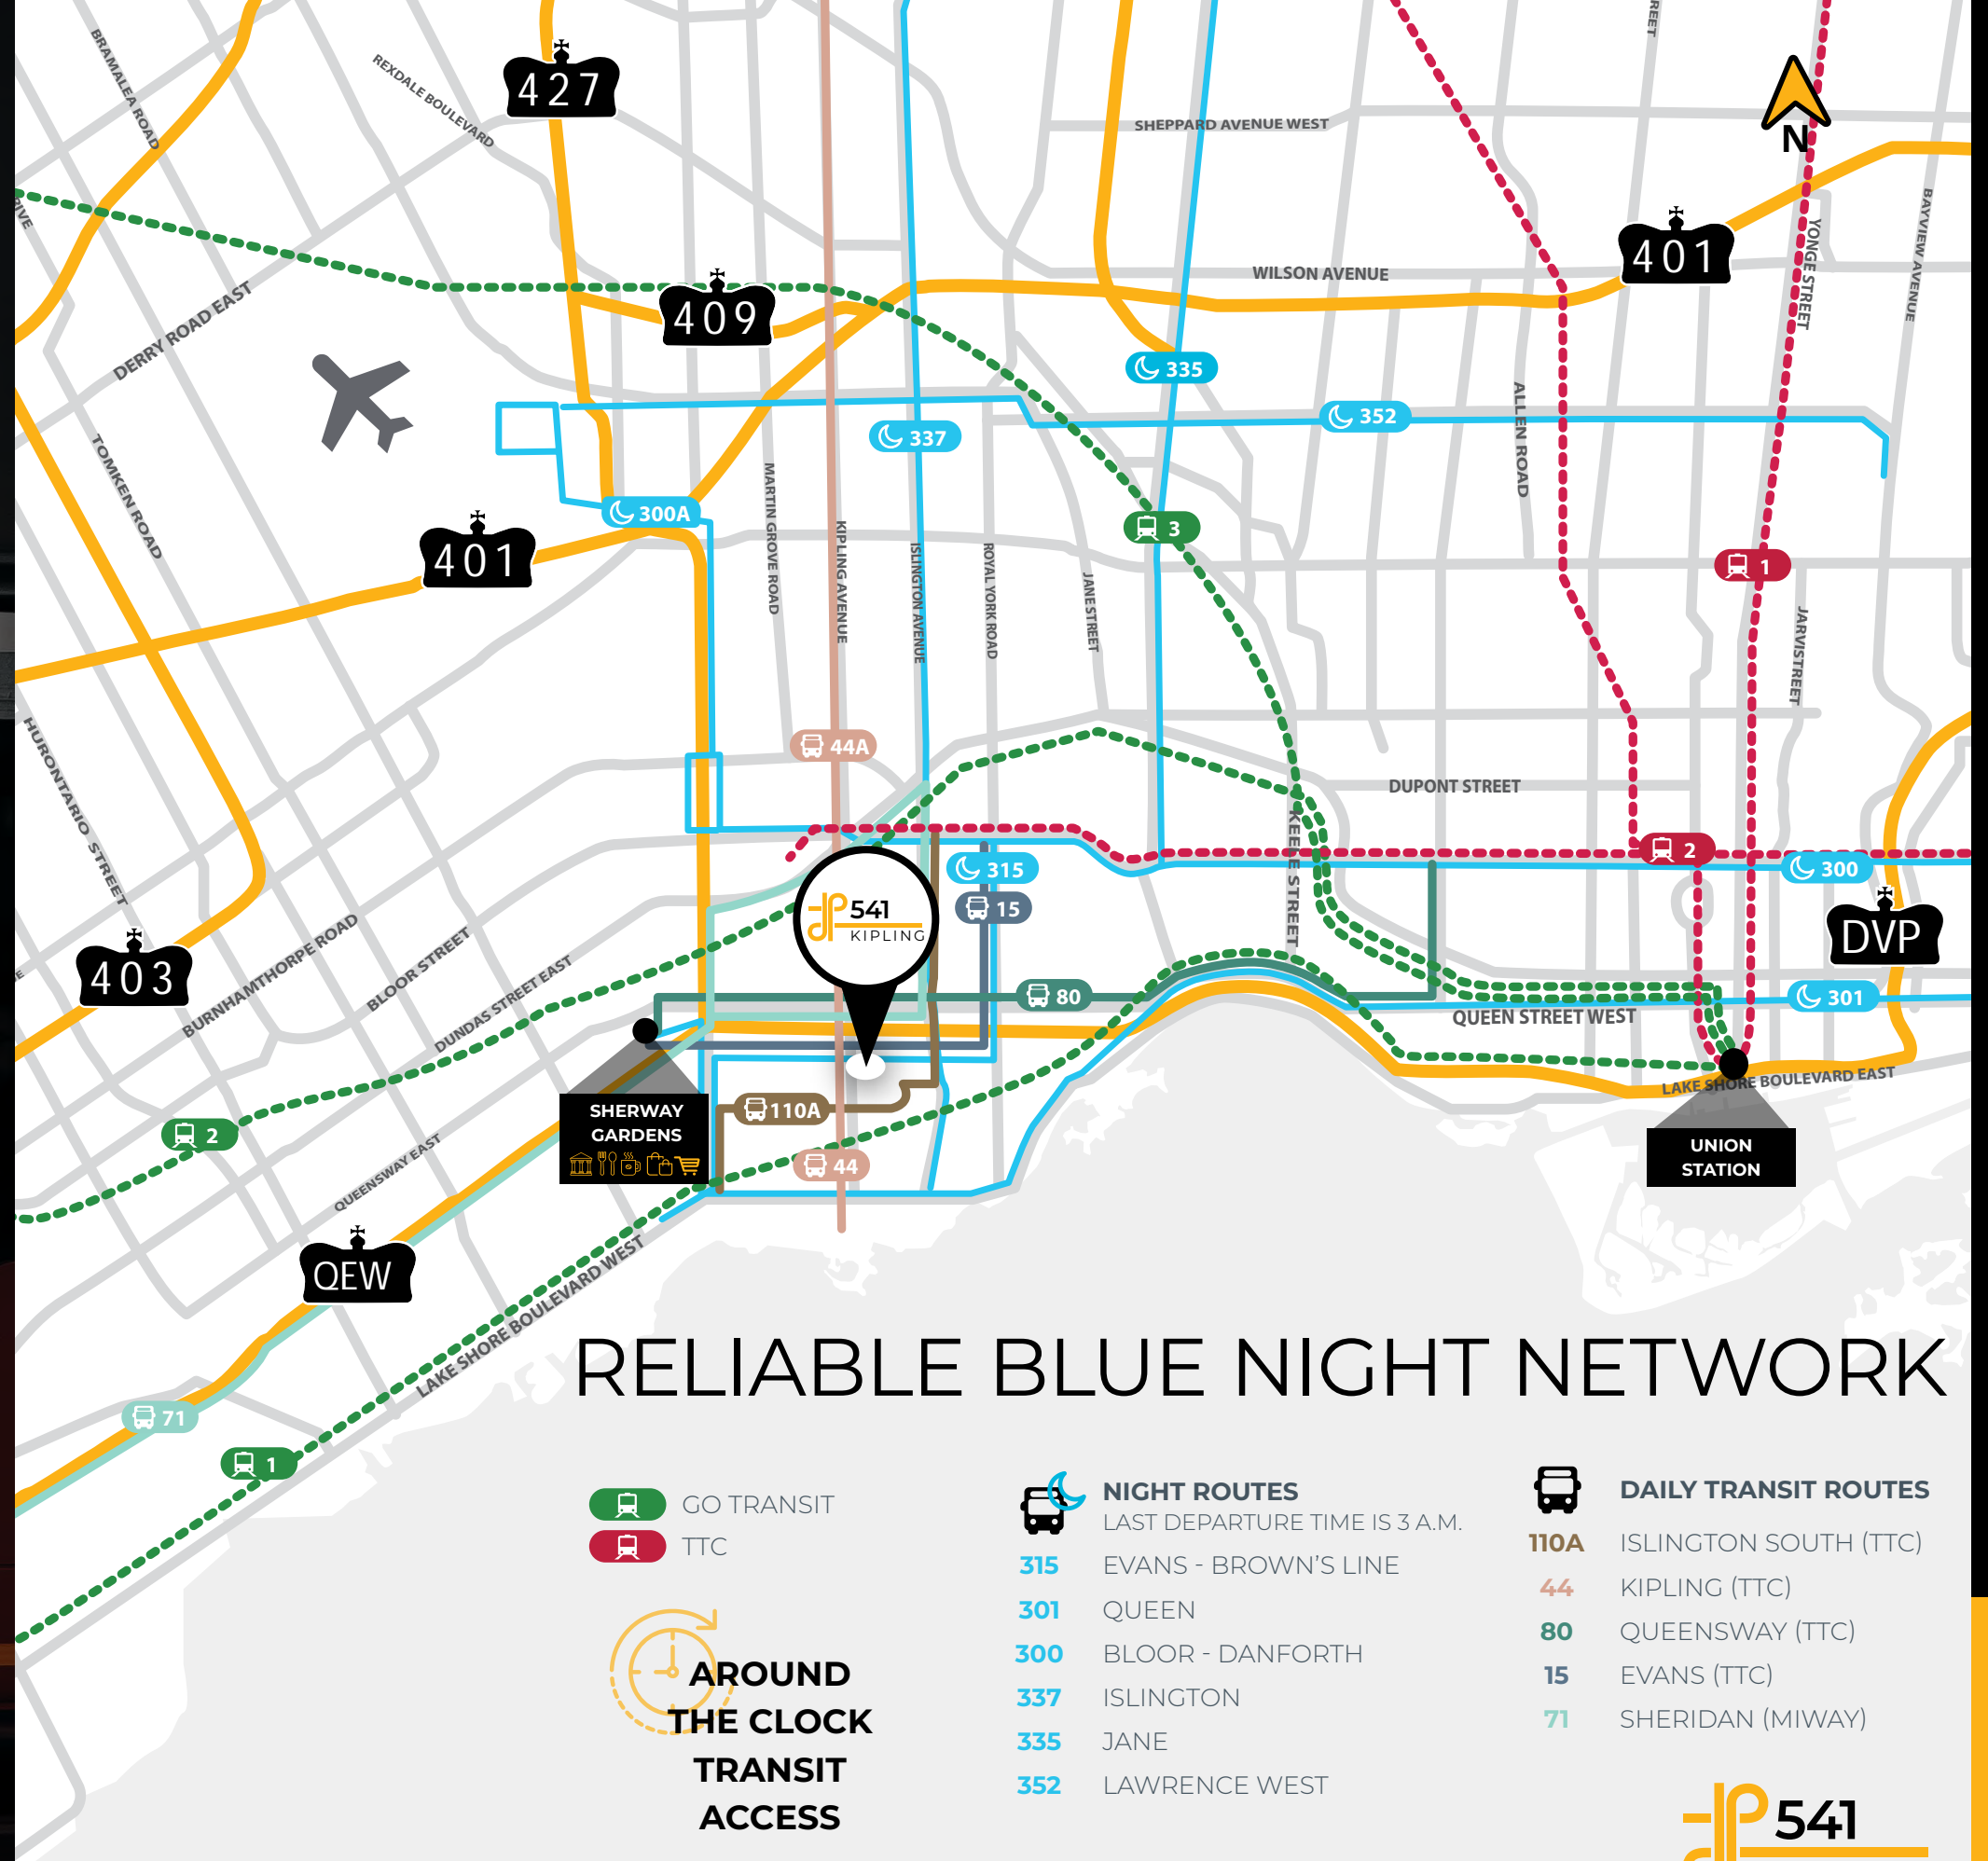 427
BRAMALEA ROAD
REXDALE BOULEVARD
SHEPPARD AVENUE WEST
N
401
WILSON AVENUE
YONGE STREET
BAYVIEW AVENUE
409
DERRY ROAD EAST
335
352
337
ALLEN ROAD
TOMKEN ROAD
MARTIN GROVE ROAD
300A
3
401
KIPLING AVENUE
ISLINGTON AVENUE
ROYAL YORK ROAD
JANE STREET
1
JARVISTREET
HURONTARIO STREET
44A
DUPONT STREET
KEELE STREET
2
315
300
15
541
KIPLING
DVP
403
BURNHAMTHORPE ROAD
BLOOR STREET
DUNDAS STREET EAST
80
301
QUEEN STREET WEST
LAKE SHORE BOULEVARD EAST
SHERWAY
GARDENS
110A
2
QUEENSWAY EAST
44
UNION
STATION
QEW
LAKE SHORE BOULEVARD WEST
71
1
RELIABLE BLUE NIGHT NETWORK
GO TRANSIT
TTC
AROUND
THE CLOCK
TRANSIT
ACCESS
NIGHT ROUTES
LAST DEPARTURE TIME IS 3 A.M.
315 EVANS - BROWN'S LINE
301 QUEEN
300 BLOOR - DANFORTH
337 ISLINGTON
335 JANE
352 LAWRENCE WEST
DAILY TRANSIT ROUTES
110A ISLINGTON SOUTH (TTC)
44 KIPLING (TTC)
80 QUEENSWAY (TTC)
15 EVANS (TTC)
71 SHERIDAN (MIWAY)
541